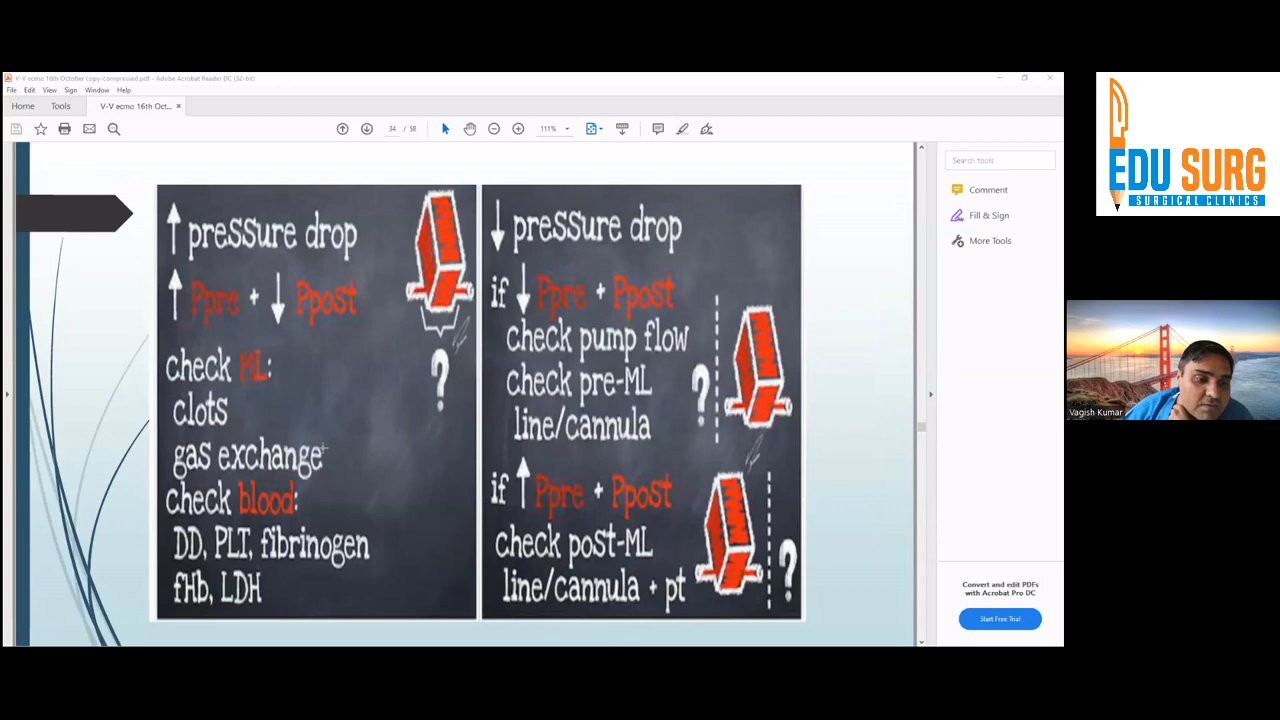 V-V ecmo 16th October copy-compressed.pdf - Adobe Acrobat Reader DC (32-bit)
File Edit View Sign Window Help
Home Tools V-V ecmo 16th Oct... ×
34 / 58 111%
↑ pressure drop
↑ Ppre + ↓ Ppost
check ML:
clots
gas exchange
check blood:
DD, PLT, fibrinogen
fHb, LDH
?
↓ pressure drop
if ↓ Ppre + Ppost
check pump flow
check pre-ML
line/cannula
?
if ↑ Ppre + Ppost
check post-ML
line/cannula + pt
?
Search tools
Comment
Fill & Sign
More Tools
Convert and edit PDFs
with Acrobat Pro DC
Start Free Trial
EDU SURG
SURGICAL CLINICS
Vagish Kumar